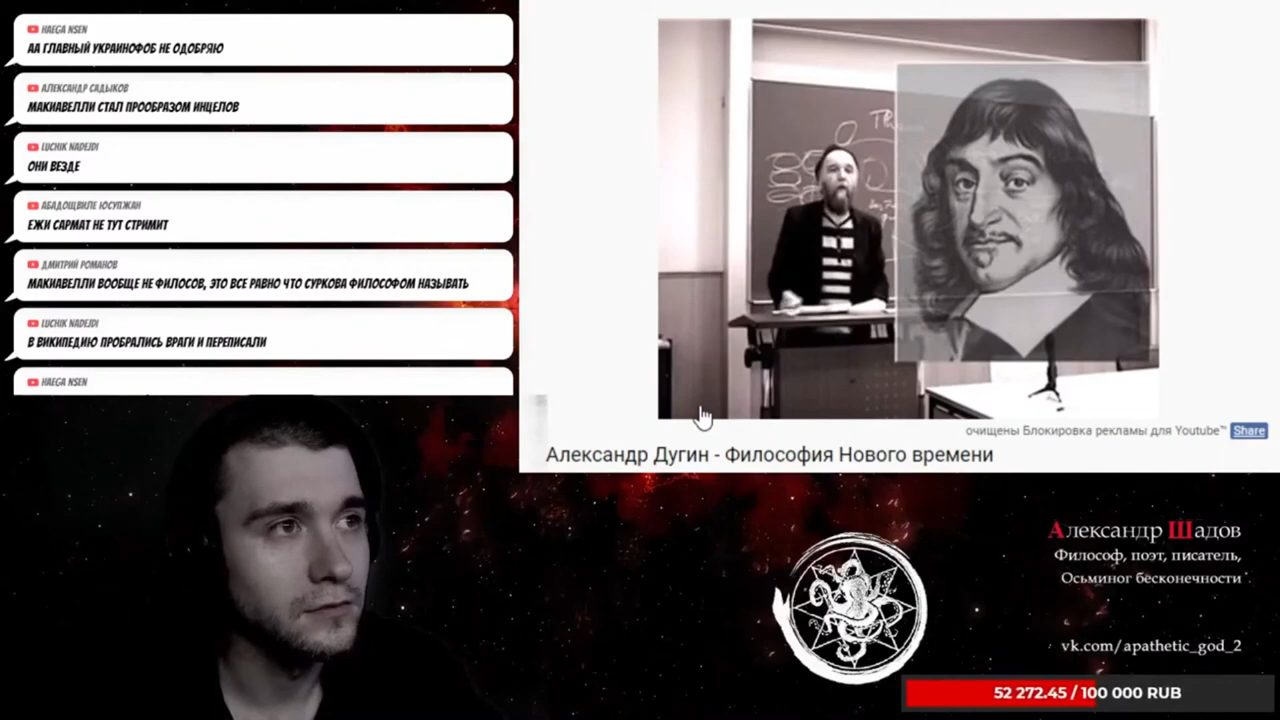 HAEGA NSEN
АА ГЛАВНЫЙ УКРАИНОФОБ НЕ ОДОБРЯЮ
АЛЕКСАНДР САДЫКОВ
МАКИАВЕЛЛИ СТАЛ ПРООБРАЗОМ ИНЦЕЛОВ
LUCHIK NADEJDI
ОНИ ВЕЗДЕ
АБАДОЩВИЛЕ ЮСУПЖАН
ЕЖИ САРМАТ НЕ ТУТ СТРИМИТ
ДМИТРИЙ РОМАНОВ
МАКИАВЕЛЛИ ВООБЩЕ НЕ ФИЛОСОВ, ЭТО ВСЕ РАВНО ЧТО СУРКОВА ФИЛОСОФОМ НАЗЫВАТЬ
LUCHIK NADEJDI
В ВИКИПЕДИЮ ПРОБРАЛИСЬ ВРАГИ И ПЕРЕПИСАЛИ
HAEGA NSEN
очищены Блокировка рекламы для Youtube™ Share
Александр Дугин - Философия Нового времени
Александр Шадов
Философ, поэт, писатель,
Осьминог бесконечности
vk.com/apathetic_god_2
52 272.45 / 100 000 RUB